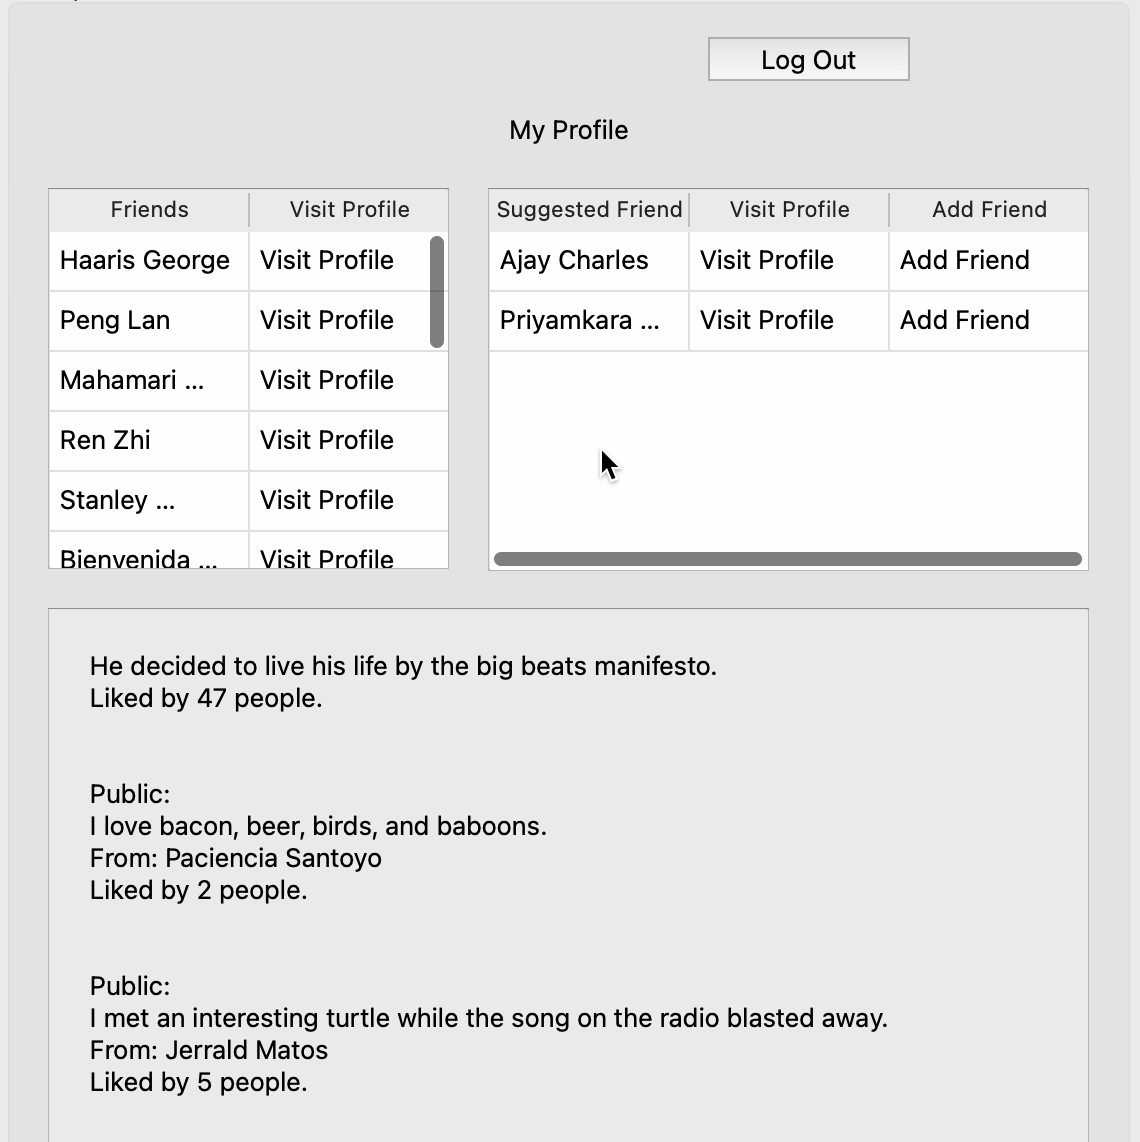 Log Out
My Profile
Friends Visit Profile
Haaris George Visit Profile
Peng Lan Visit Profile
Mahamari ... Visit Profile
Ren Zhi Visit Profile
Stanley ... Visit Profile
Bienvenida ... Visit Profile
Suggested Friend Visit Profile Add Friend
Ajay Charles Visit Profile Add Friend
Priyamkara ... Visit Profile Add Friend
He decided to live his life by the big beats manifesto.
Liked by 47 people.
Public:
I love bacon, beer, birds, and baboons.
From: Paciencia Santoyo
Liked by 2 people.
Public:
I met an interesting turtle while the song on the radio blasted away.
From: Jerrald Matos
Liked by 5 people.